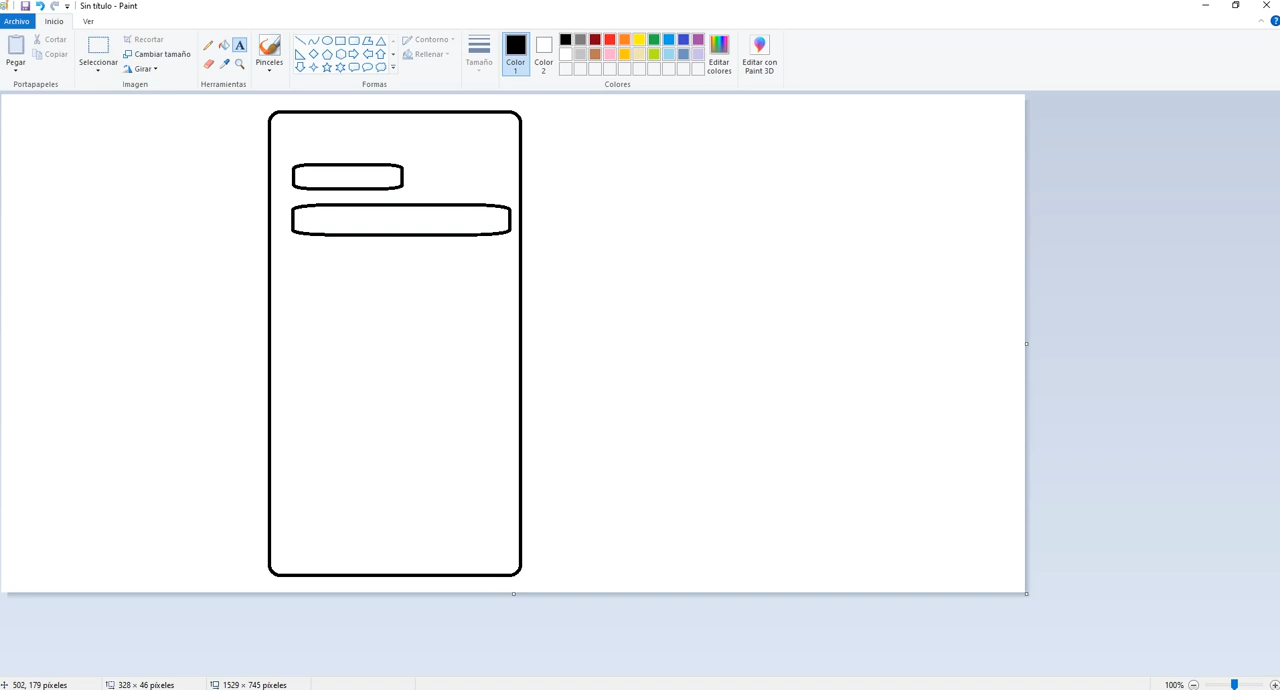 Sin título - Paint
Archivo Inicio Ver
Pegar
Cortar
Copiar
Portapapeles
Seleccionar
Recortar
Cambiar tamaño
Girar
Imagen
A
Herramientas
Pinceles
Contorno
Rellenar
Formas
Tamaño
Color
1
Color
2
Editar
colores
Colores
Editar con
Paint 3D
502, 179 píxeles 328 × 46 píxeles 1529 × 745 píxeles 100%